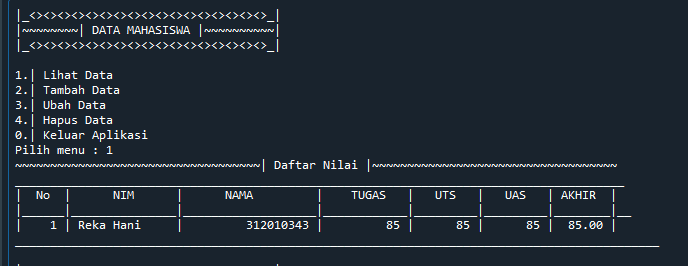 |_<><><><><><><><><><><><><><><><><>_|
|~~~~~~~~| DATA MAHASISWA |~~~~~~~~~~|
|_<><><><><><><><><><><><><><><><><>_|
1.| Lihat Data
2.| Tambah Data
3.| Ubah Data
4.| Hapus Data
0.| Keluar Aplikasi
Pilih menu : 1
~~~~~~~~~~~~~~~~~~~~~~~~~~~~~~~~~~~| Daftar Nilai |~~~~~~~~~~~~~~~~~~~~~~~~~~~~~~~~~~~
| No | NIM | NAMA | TUGAS | UTS | UAS | AKHIR |
| 1 | Reka Hani | 312010343 | 85 | 85 | 85 | 85.00 |